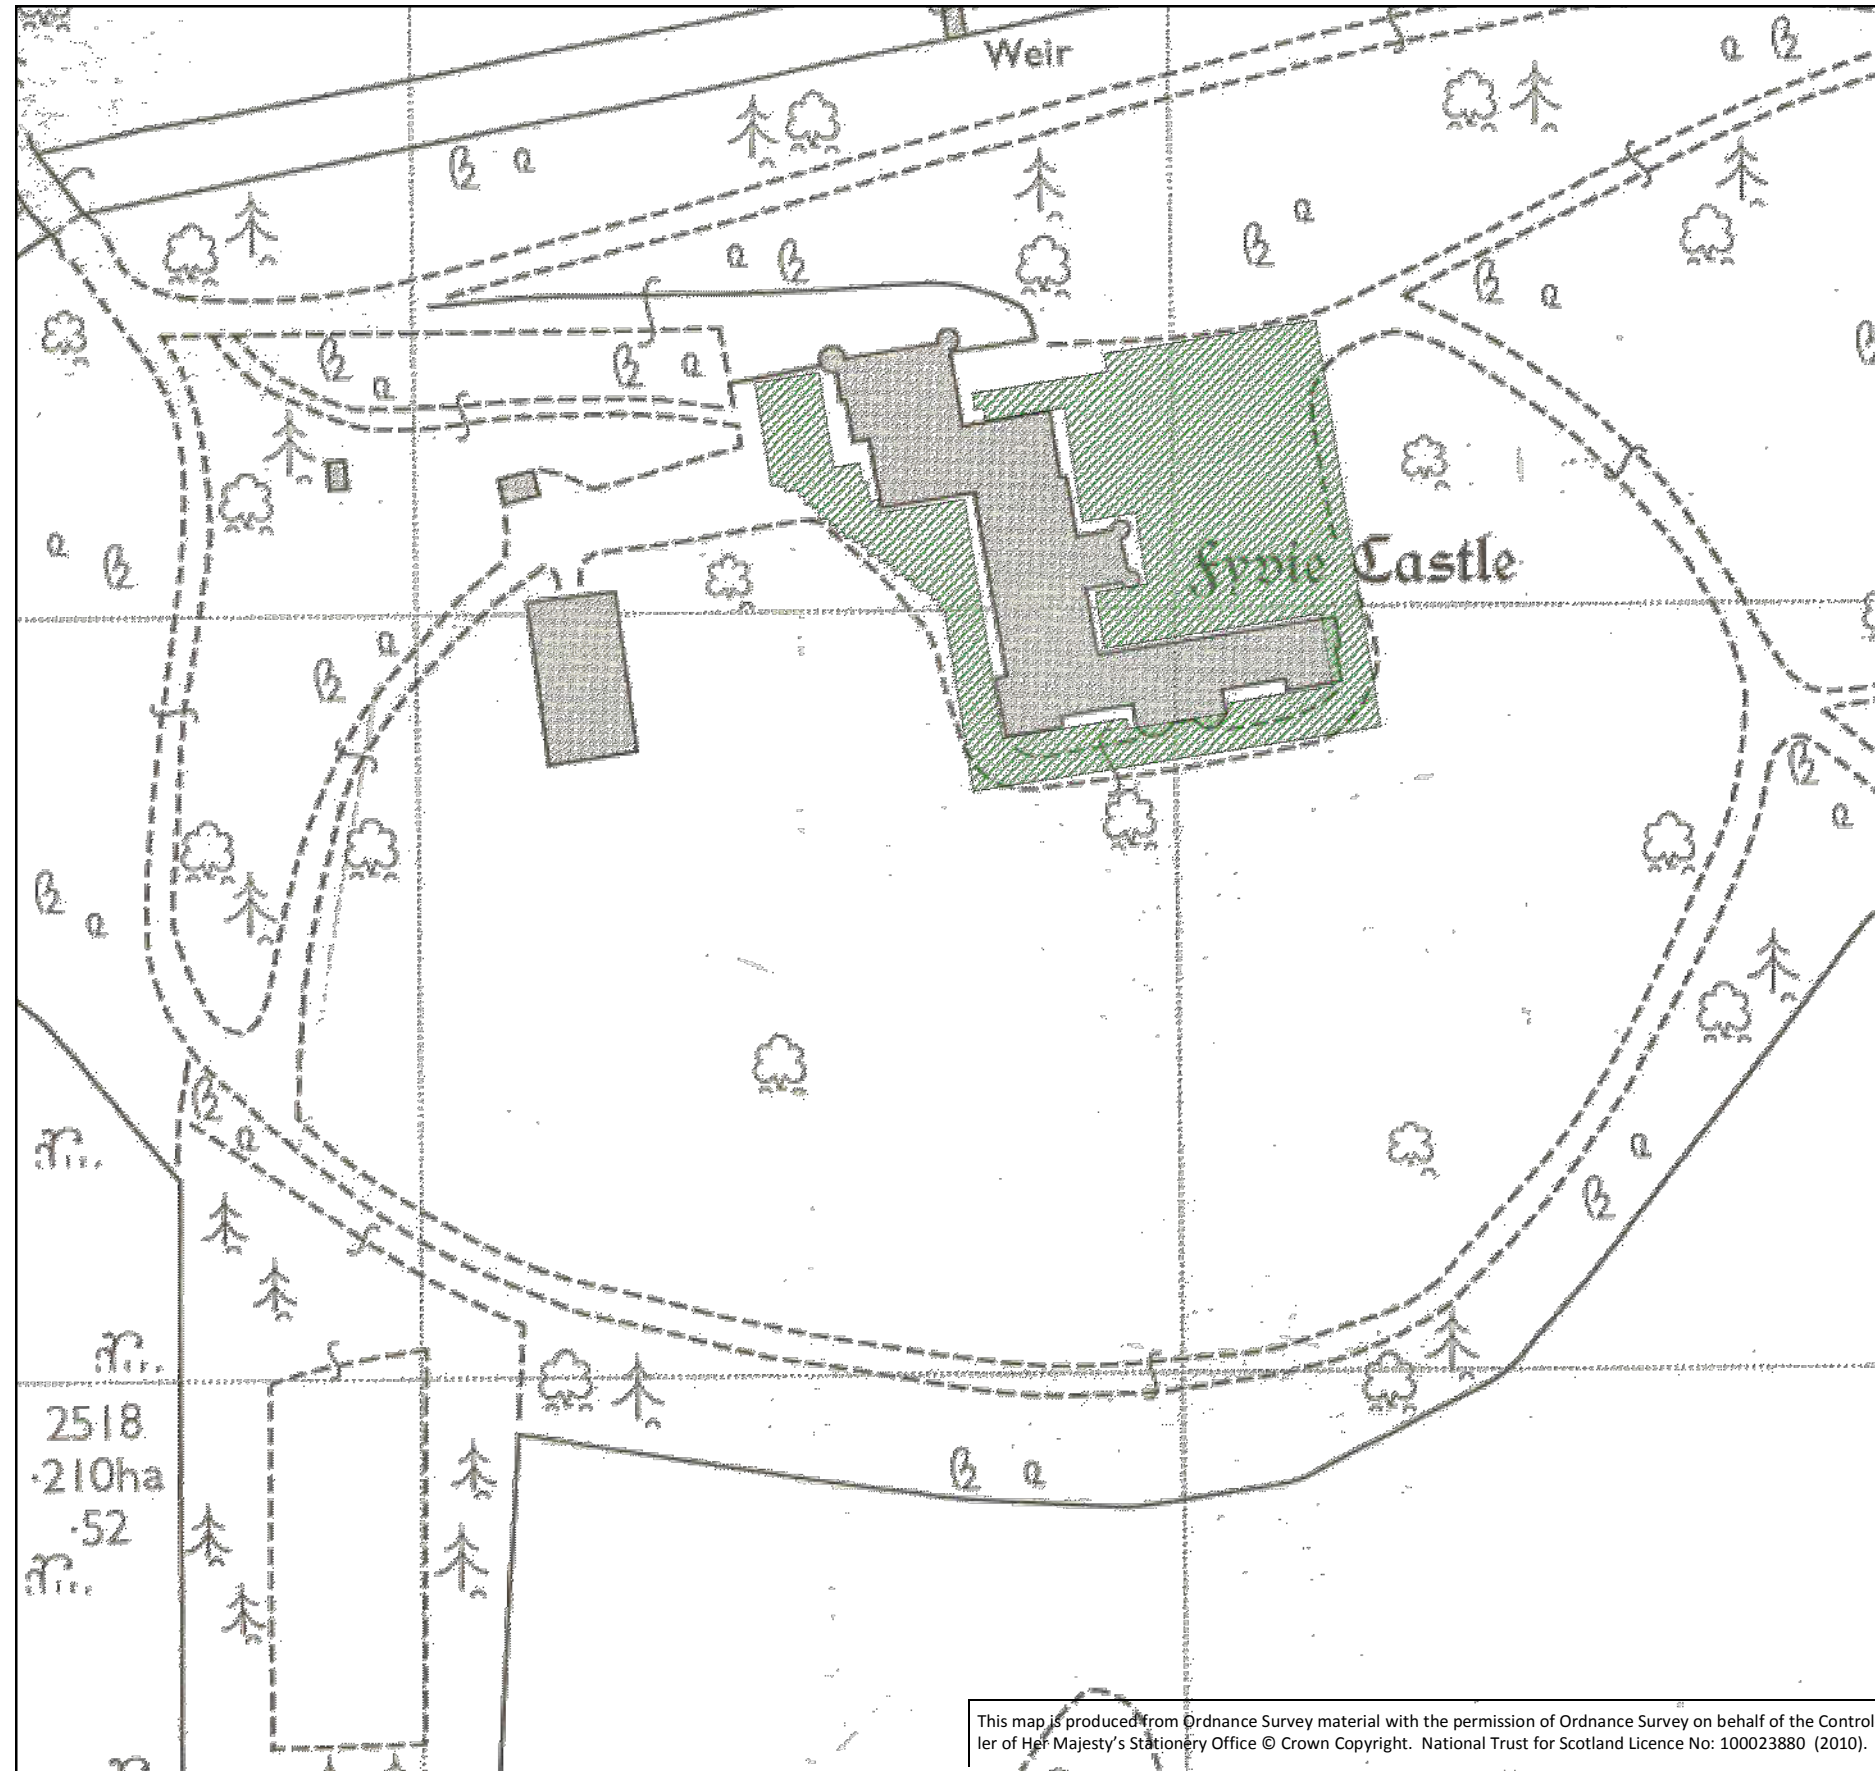 Weir
Fyvie Castle
2518
·210ha
·52
This map is produced from Ordnance Survey material with the permission of Ordnance Survey on behalf of the Control
ler of Her Majesty's Stationery Office © Crown Copyright. National Trust for Scotland Licence No: 100023880 (2010).